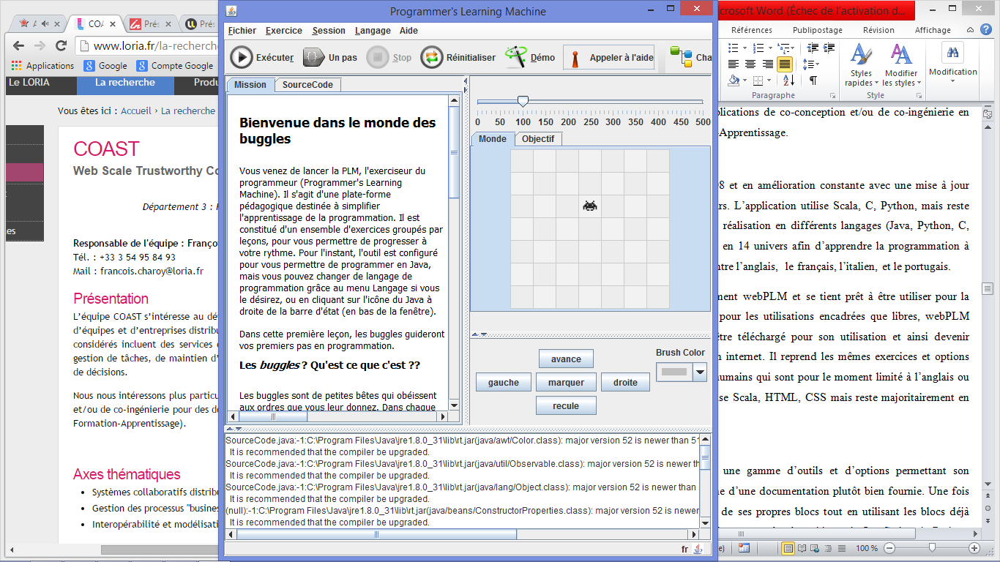 Programmer's Learning Machine
Fichier Exercice Session Langage Aide
Exécuter Un pas Stop Réinitialiser Démo Appeler à l'aide Cha
Mission SourceCode
Bienvenue dans le monde des
buggles
Vous venez de lancer la PLM, l'exerciseur du
programmeur (Programmer's Learning
Machine). Il s'agit d'une plate-forme
pédagogique destinée à simplifier
l'apprentissage de la programmation. Il est
constitué d'un ensemble d'exercices groupés par
leçons, pour vous permettre de progresser à
votre rythme. Pour l'instant, l'outil est configuré
pour vous permettre de programmer en Java,
mais vous pouvez changer de langage de
programmation grâce au menu Langage si vous
le désirez, ou en cliquant sur l'icône du Java à
droite de la barre d'état (en bas de la fenêtre).
Dans cette première leçon, les buggles guideront
vos premiers pas en programmation.
Les buggles ? Qu'est ce que c'est ??
Les buggles sont de petites bêtes qui obéissent
aux ordres que vous leur donnez. Dans chaque
0 50 100 150 200 250 300 350 400 450 500
Monde Objectif
avance
gauche marquer droite
recule
Brush Color
SourceCode.java:-1:C:\Program Files\Java\jre1.8.0_31\lib\rt.jar(java/awt/Color.class): major version 52 is newer than 51
It is recommended that the compiler be upgraded.
SourceCode.java:-1:C:\Program Files\Java\jre1.8.0_31\lib\rt.jar(java/util/Observable.class): major version 52 is newer th
It is recommended that the compiler be upgraded.
SourceCode.java:-1:C:\Program Files\Java\jre1.8.0_31\lib\rt.jar(java/lang/Object.class): major version 52 is newer than
It is recommended that the compiler be upgraded.
(null):-1:C:\Program Files\Java\jre1.8.0_31\lib\rt.jar(java/beans/ConstructorProperties.class): major version 52 is newer
It is recommended that the compiler be upgraded.
fr
COA Prés Prés
www.loria.fr/la-recherche
Applications Google Compte Google
Le LORIA La recherche Produ
Vous êtes ici : Accueil › La recherche
COAST
Web Scale Trustworthy Co
Département 3 : R
Responsable de l'équipe : Franço
Tél. : +33 3 54 95 84 93
Mail : francois.charoy@loria.fr
Présentation
L'équipe COAST s'intéresse au dé
d'équipes et d'entreprises distribu
considérés incluent des services d
gestion de tâches, de maintien d'
de décisions.
Nous nous intéressons plus particu
et/ou de co-ingénierie pour des do
Formation-Apprentissage).
Axes thématiques
Systèmes collaboratifs distribu
Gestion des processus "busines
Interopérabilité et modélisati
es
crosoft Word (Échec de l'activation d...
Références Publipostage Révision Affichage
Styles rapides Modifier les styles Modification
Paragraphe Style
plications de co-conception et/ou de co-ingénierie en
-Apprentissage.
98 et en amélioration constante avec une mise à jour
rs. L'application utilise Scala, C, Python, mais reste
réalisation en différents langages (Java, Python, C,
en 14 univers afin d'apprendre la programmation à
ntre l'anglais, le français, l'italien, et le portugais.
ment webPLM et se tient prêt à être utiliser pour la
pour les utilisations encadrées que libres, webPLM
être téléchargé pour son utilisation et ainsi devenir
n internet. Il reprend les mêmes exercices et options
humains qui sont pour le moment limité à l'anglais ou
ise Scala, HTML, CSS mais reste majoritairement en
une gamme d'outils et d'options permettant son
ne d'une documentation plutôt bien fournie. Une fois
de ses propres blocs tout en utilisant les blocs déjà
100 %